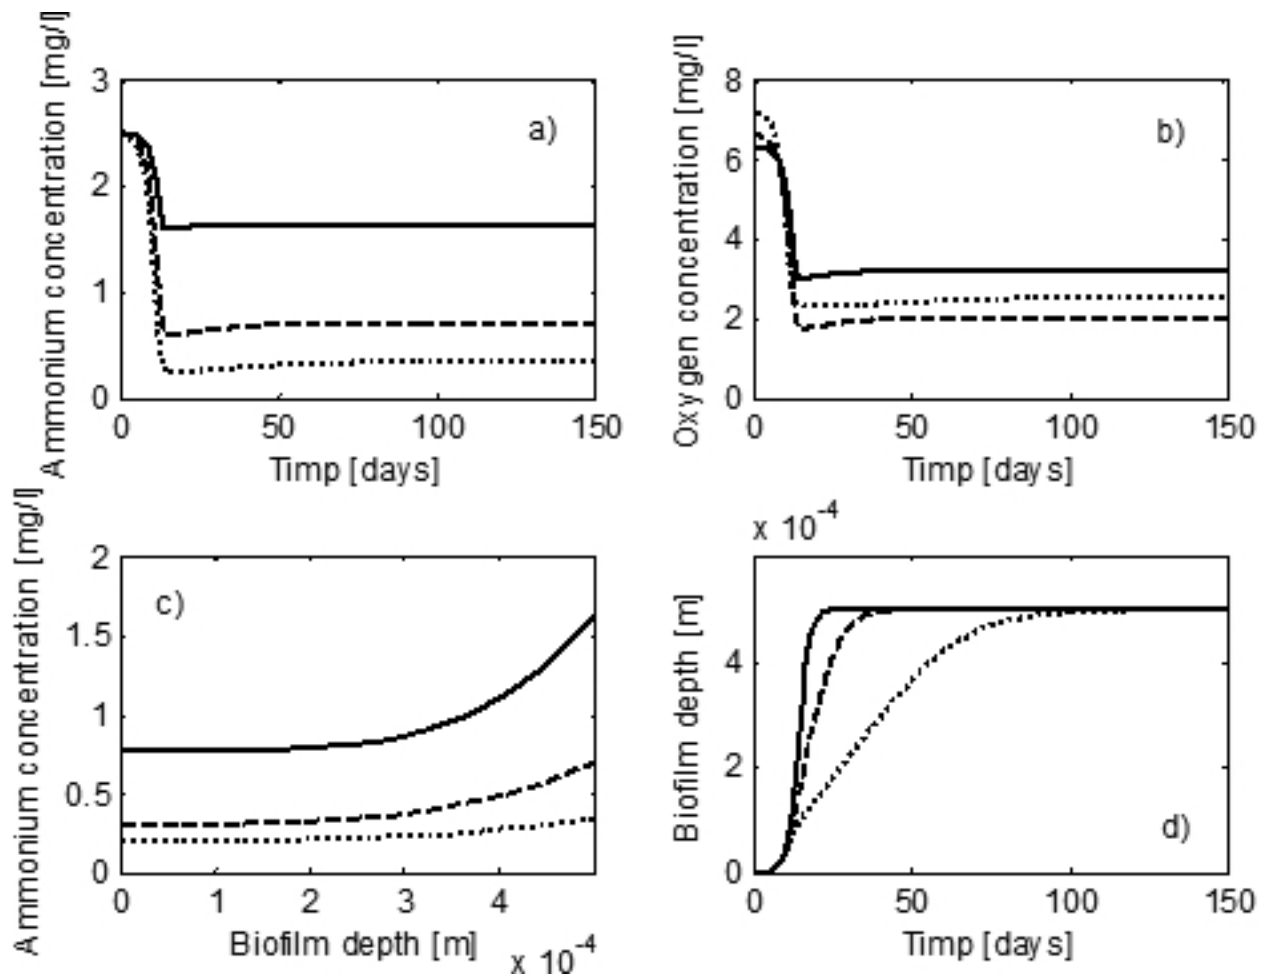 Ammonium concentration [mg/l]
3
2
1
0
a)
0 50 100 150
Timp [days]
Oxygen concentration [mg/l]
8
6
4
2
0
b)
0 50 100 150
Timp [days]
Ammonium concentration [mg/l]
2
1.5
1
0.5
0
c)
0 1 2 3 4
Biofilm depth [m]
x 10-4
x 10-4
Biofilm depth [m]
4
2
0
d)
0 50 100 150
Timp [days]